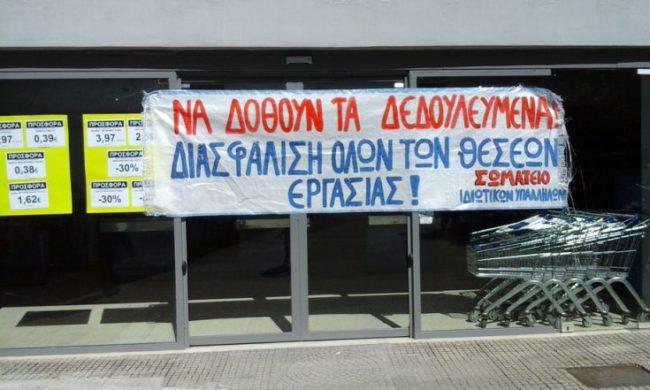 ΝΑ ΔΟΘΟΥΝ ΤΑ ΔΕΔΟΥΛΕΥΜΕΝΑ!
ΔΙΑΣΦΑΛΙΣΗ ΟΛΩΝ ΤΩΝ ΘΕΣΕΩΝ
ΕΡΓΑΣΙΑΣ!
ΣΩΜΑΤΕΙΟ
ΙΔΙΩΤΙΚΩΝ ΥΠΑΛΛΗΛΩΝ
ΠΡΟΣΦΟΡΑ
0,39€
ΠΡΟΣΦΟΡΑ
0,38€
ΠΡΟΣΦΟΡΑ
1,62€
ΠΡΟΣΦΟΡΑ
3,97
ΠΡΟΣΦΟΡΑ
-30%
ΠΡΟΣΦΟΡΑ
-30%